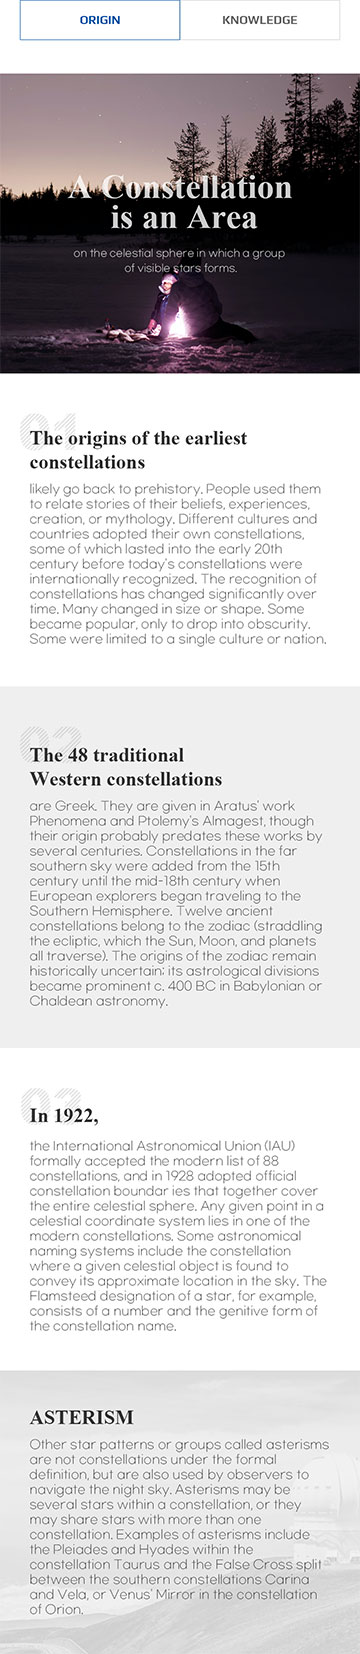 ORIGIN
KNOWLEDGE
A Constellation
is an Area
on the celestial sphere in which a group
of visible stars forms.
01
The origins of the earliest
constellations
likely go back to prehistory. People used them
to relate stories of their beliefs, experiences,
creation, or mythology. Different cultures and
countries adopted their own constellations,
some of which lasted into the early 20th
century before today's constellations were
internationally recognized. The recognition of
constellations has changed significantly over
time. Many changed in size or shape. Some
became popular, only to drop into obscurity.
Some were limited to a single culture or nation.
02
The 48 traditional
Western constellations
are Greek. They are given in Aratus' work
Phenomena and Ptolemy's Almagest, though
their origin probably predates these works by
several centuries. Constellations in the far
southern sky were added from the 15th
century until the mid-18th century when
European explorers began traveling to the
Southern Hemisphere. Twelve ancient
constellations belong to the zodiac (straddling
the ecliptic, which the Sun, Moon, and planets
all traverse). The origins of the zodiac remain
historically uncertain; its astrological divisions
became prominent c. 400 BC in Babylonian or
Chaldean astronomy.
03
In 1922,
the International Astronomical Union (IAU)
formally accepted the modern list of 88
constellations, and in 1928 adopted official
constellation boundar ies that together cover
the entire celestial sphere. Any given point in a
celestial coordinate system lies in one of the
modern constellations. Some astronomical
naming systems include the constellation
where a given celestial object is found to
convey its approximate location in the sky. The
Flamsteed designation of a star, for example,
consists of a number and the genitive form of
the constellation name.
ASTERISM
Other star patterns or groups called asterisms
are not constellations under the formal
definition, but are also used by observers to
navigate the night sky. Asterisms may be
several stars within a constellation, or they
may share stars with more than one
constellation. Examples of asterisms include
the Pleiades and Hyades within the
constellation Taurus and the False Cross split
between the southern constellations Carina
and Vela, or Venus' Mirror in the constellation
of Orion.